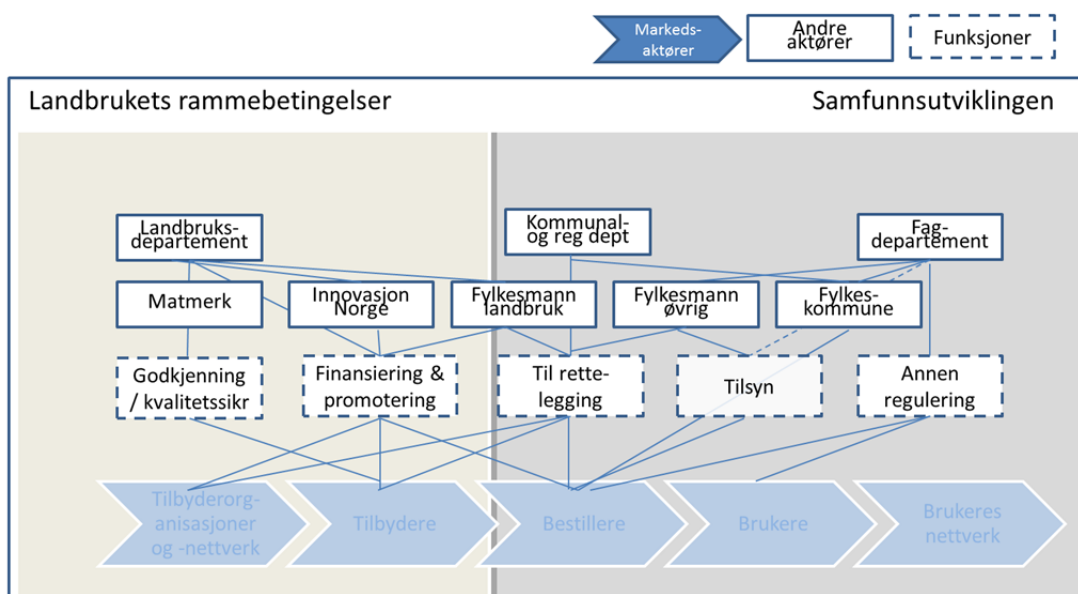 Markeds-
aktører
Andre
aktører
Funksjoner
Landbrukets rammebetingelser
Samfunnsutviklingen
Landbruks-
departement
Kommunal-
og reg dept
Fag-
departement
Matmerk
Innovasjon
Norge
Fylkesmann
landbruk
Fylkesmann
øvrig
Fylkes-
kommune
Godkjenning
/ kvalitetssikr
Finansiering &
promotering
Til rette-
legging
Tilsyn
Annen
regulering
Tilbyderorg-
anisasjoner
og -nettverk
Tilbydere
Bestillere
Brukere
Brukeres
nettverk